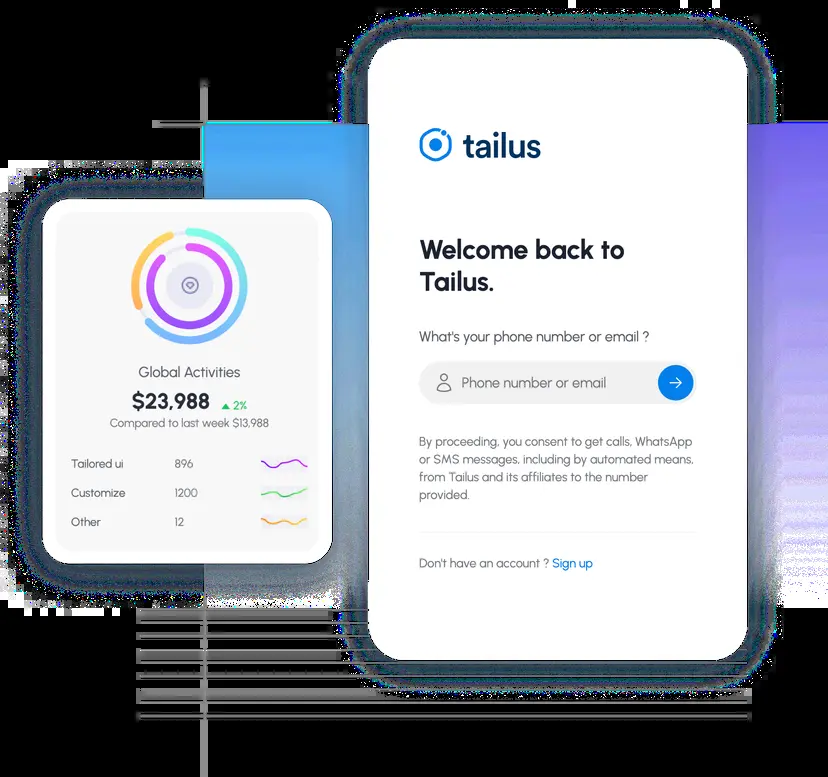 tailus
Welcome back to
Tailus.
What's your phone number or email ?
Phone number or email
By proceeding, you consent to get calls, WhatsApp
or SMS messages, including by automated means,
from Tailus and its affiliates to the number
provided.
Don't have an account ? Sign up
Global Activities
$23,988 2%
Compared to last week $13,988
Tailored ui 896
Customize 1200
Other 12